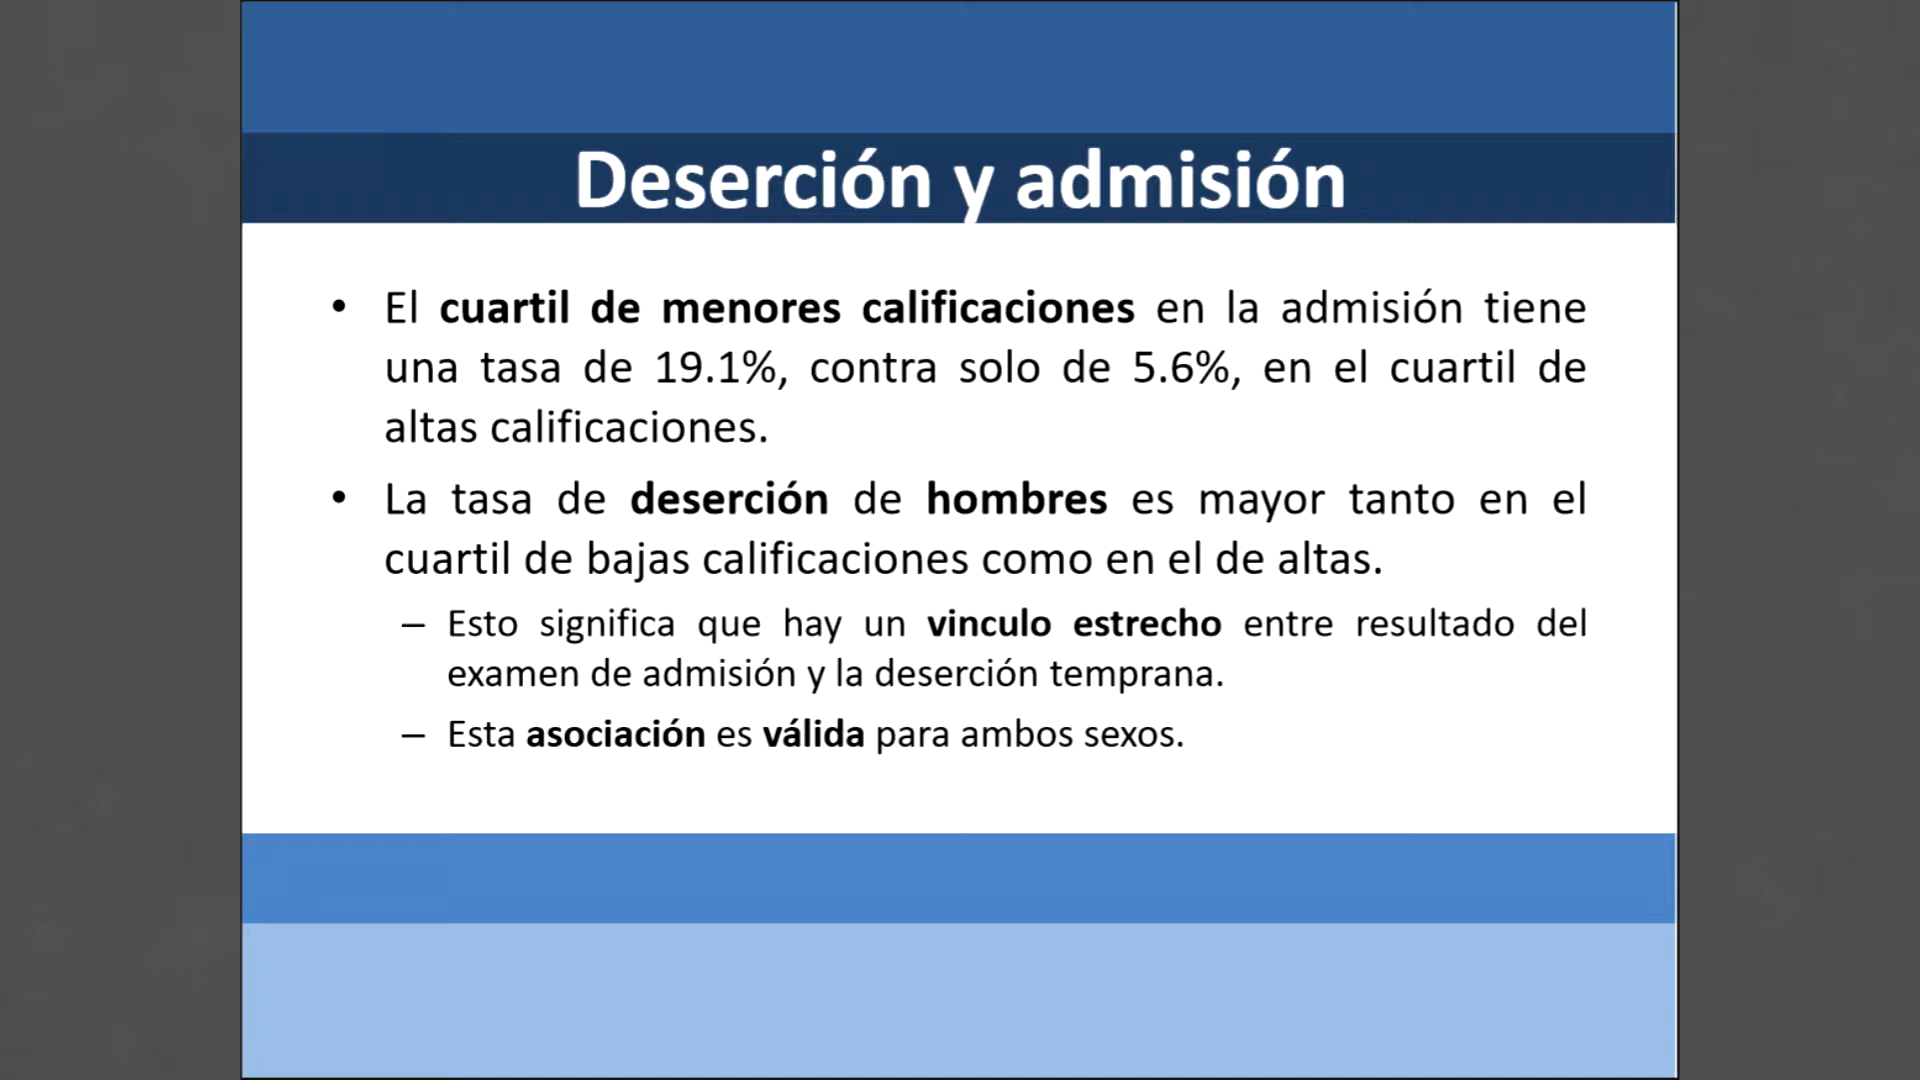 Deserción y admisión
• El cuartil de menores calificaciones en la admisión tiene
una tasa de 19.1%, contra solo de 5.6%, en el cuartil de
altas calificaciones.
• La tasa de deserción de hombres es mayor tanto en el
cuartil de bajas calificaciones como en el de altas.
– Esto significa que hay un vinculo estrecho entre resultado del
examen de admisión y la deserción temprana.
– Esta asociación es válida para ambos sexos.